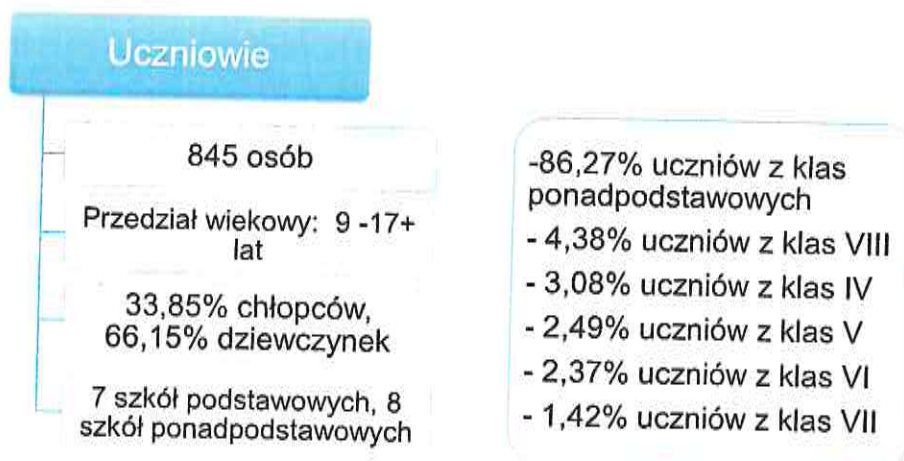 Uczniowie
845 osób
Przedział wiekowy: 9 -17+
lat
33,85% chłopców,
66,15% dziewczynek
7 szkół podstawowych, 8
szkół ponadpodstawowych
-86,27% uczniów z klas
ponadpodstawowych
- 4,38% uczniów z klas VIII
- 3,08% uczniów z klas IV
- 2,49% uczniów z klas V
- 2,37% uczniów z klas VI
- 1,42% uczniów z klas VII